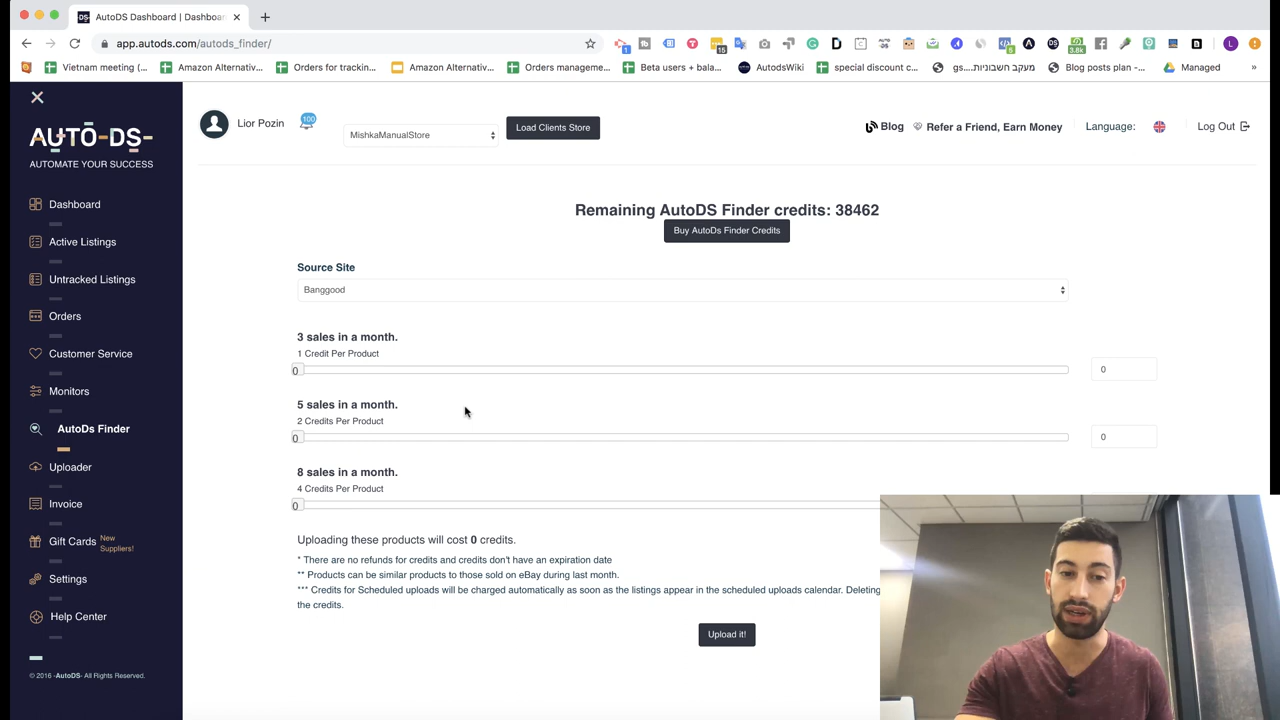 AutoDS Dashboard | Dashboar
app.autods.com/autods_finder/
1
15
5
3.8k
L
Vietnam meeting (...
Amazon Alternativ...
Orders for trackin...
Amazon Alternativ...
Orders manageme...
Beta users + bala...
AutodsWiki
special discount c...
gs....מעקב חשבוניות
Blog posts plan -...
Managed
»
AUTO-DS-
AUTOMATE YOUR SUCCESS
Lior Pozin
100
MishkaManualStore
Load Clients Store
Blog
Refer a Friend, Earn Money
Language:
Log Out
Dashboard
Active Listings
Untracked Listings
Orders
Customer Service
Monitors
AutoDs Finder
Uploader
Invoice
Gift Cards New Suppliers!
Settings
Help Center
© 2016 -AutoDS- All Rights Reserved.
Remaining AutoDS Finder credits: 38462
Buy AutoDs Finder Credits
Source Site
Banggood
3 sales in a month.
1 Credit Per Product
0
0
5 sales in a month.
2 Credits Per Product
0
0
8 sales in a month.
4 Credits Per Product
0
Uploading these products will cost 0 credits.
* There are no refunds for credits and credits don't have an expiration date
** Products can be similar products to those sold on eBay during last month.
*** Credits for Scheduled uploads will be charged automatically as soon as the listings appear in the scheduled uploads calendar. Deleting
the credits.
Upload it!